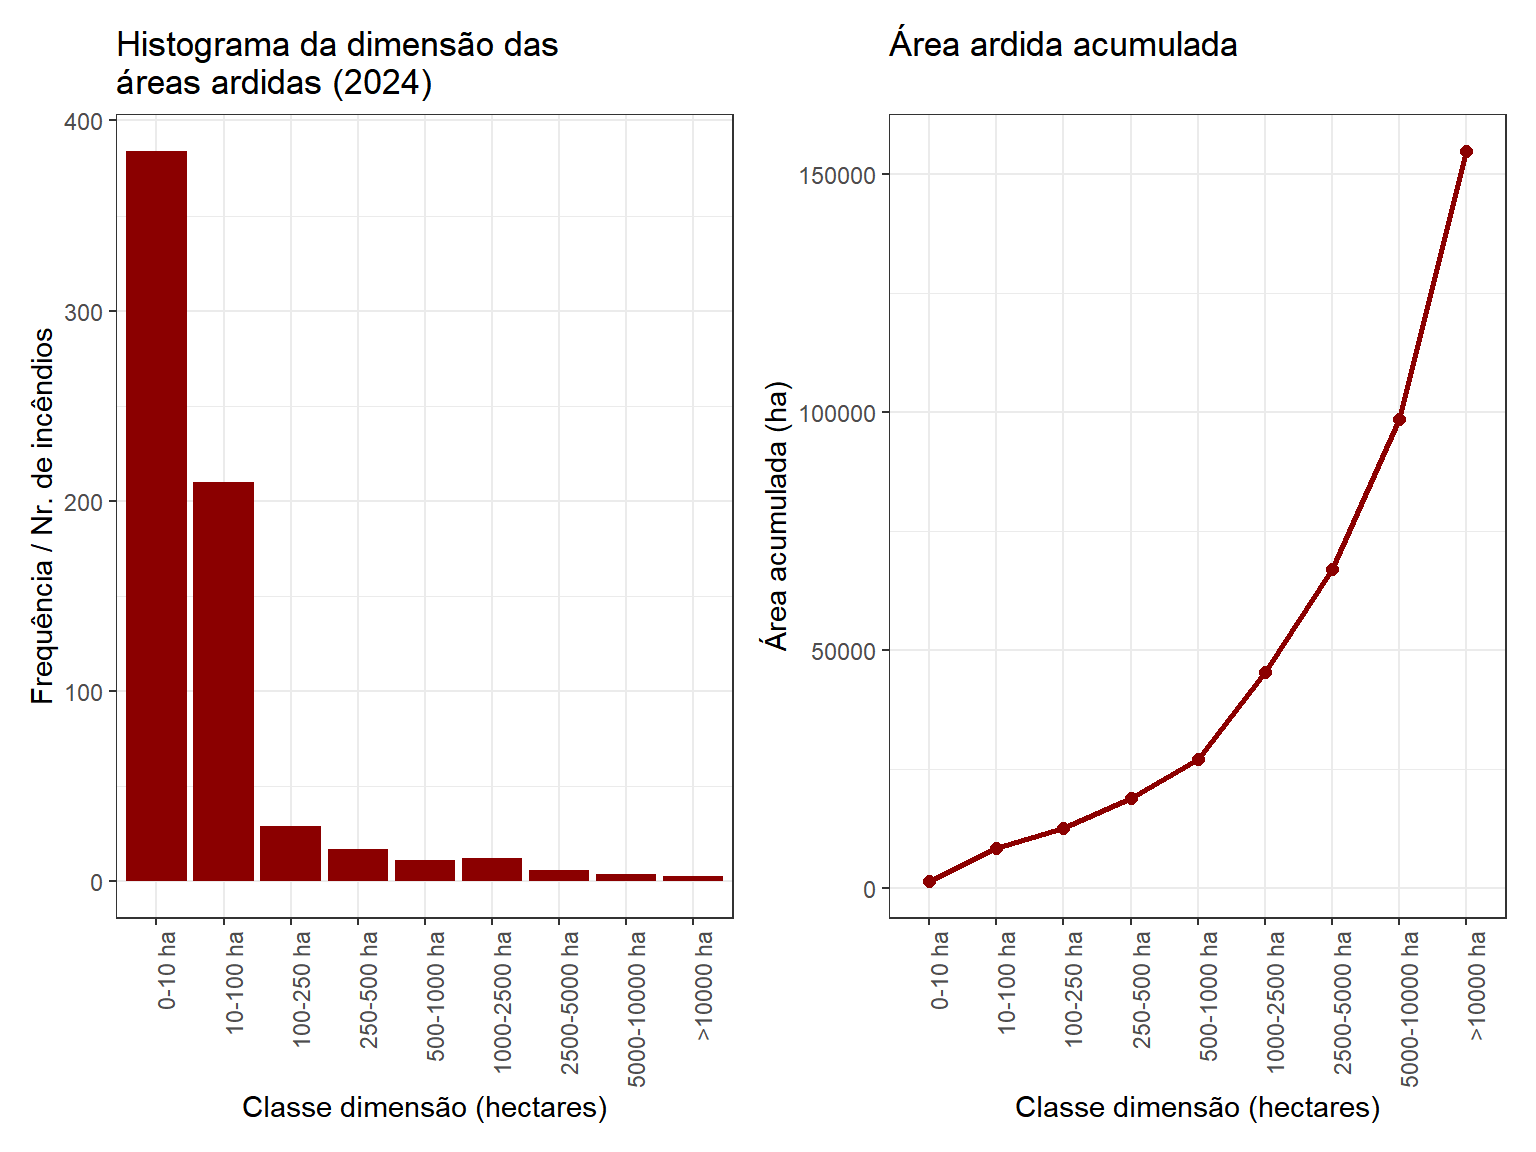 Histograma da dimensão das
áreas ardidas (2024)
Frequência / Nr. de incêndios
400
300
200
100
0
0-10 ha
10-100 ha
100-250 ha
250-500 ha
500-1000 ha
1000-2500 ha
2500-5000 ha
5000-10000 ha
>10000 ha
Classe dimensão (hectares)
Área ardida acumulada
Área acumulada (ha)
150000
100000
50000
0
0-10 ha
10-100 ha
100-250 ha
250-500 ha
500-1000 ha
1000-2500 ha
2500-5000 ha
5000-10000 ha
>10000 ha
Classe dimensão (hectares)